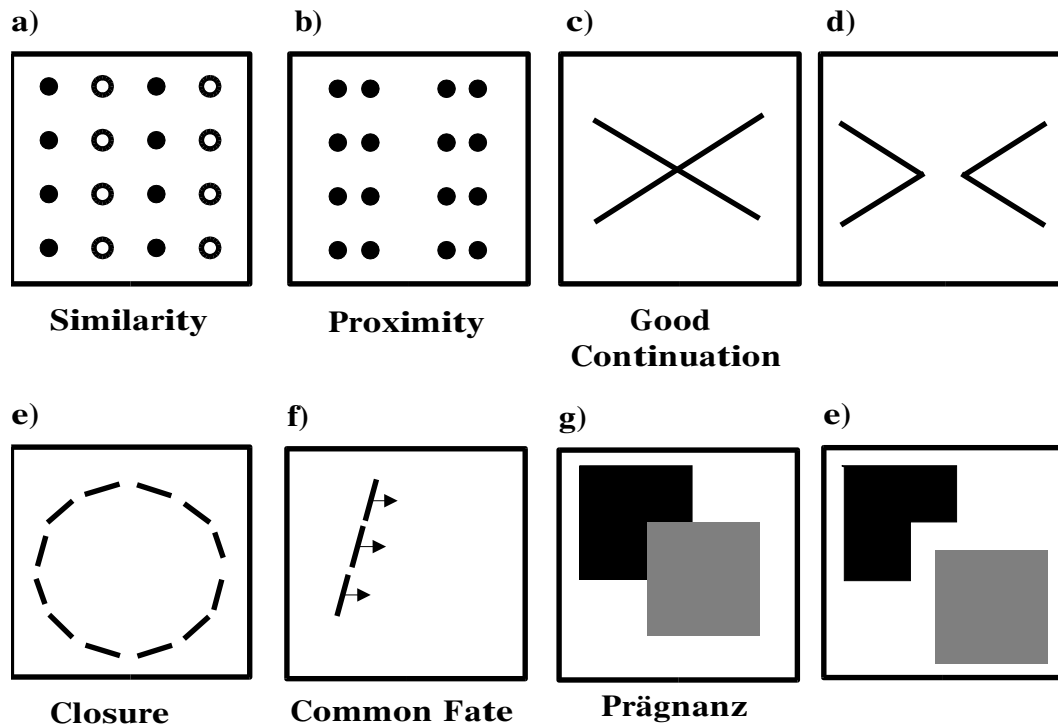 a)
b)
c)
d)
Similarity
Proximity
Good
Continuation
e)
f)
g)
e)
Closure
Common Fate
Prägnanz